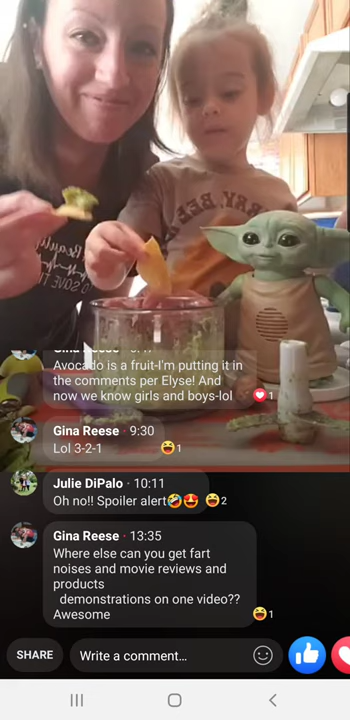 Gina Reese
Avocado is a fruit-I'm putting it in
the comments per Elyse! And
now we know girls and boys-lol
1
Gina Reese · 9:30
Lol 3-2-1
1
Julie DiPalo · 10:11
Oh no!! Spoiler alert🤣😍
2
Gina Reese · 13:35
Where else can you get fart
noises and movie reviews and
products
demonstrations on one video??
Awesome
1
SHARE
Write a comment...